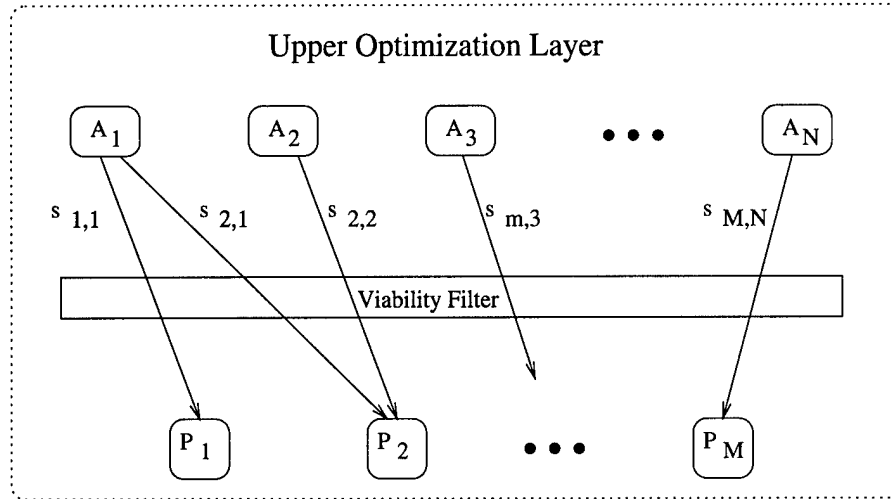 Upper Optimization Layer
A1 A2 A3 ••• AN
s1,1 s2,1 s2,2 sm,3 sM,N
Viability Filter
P1 P2 ••• PM